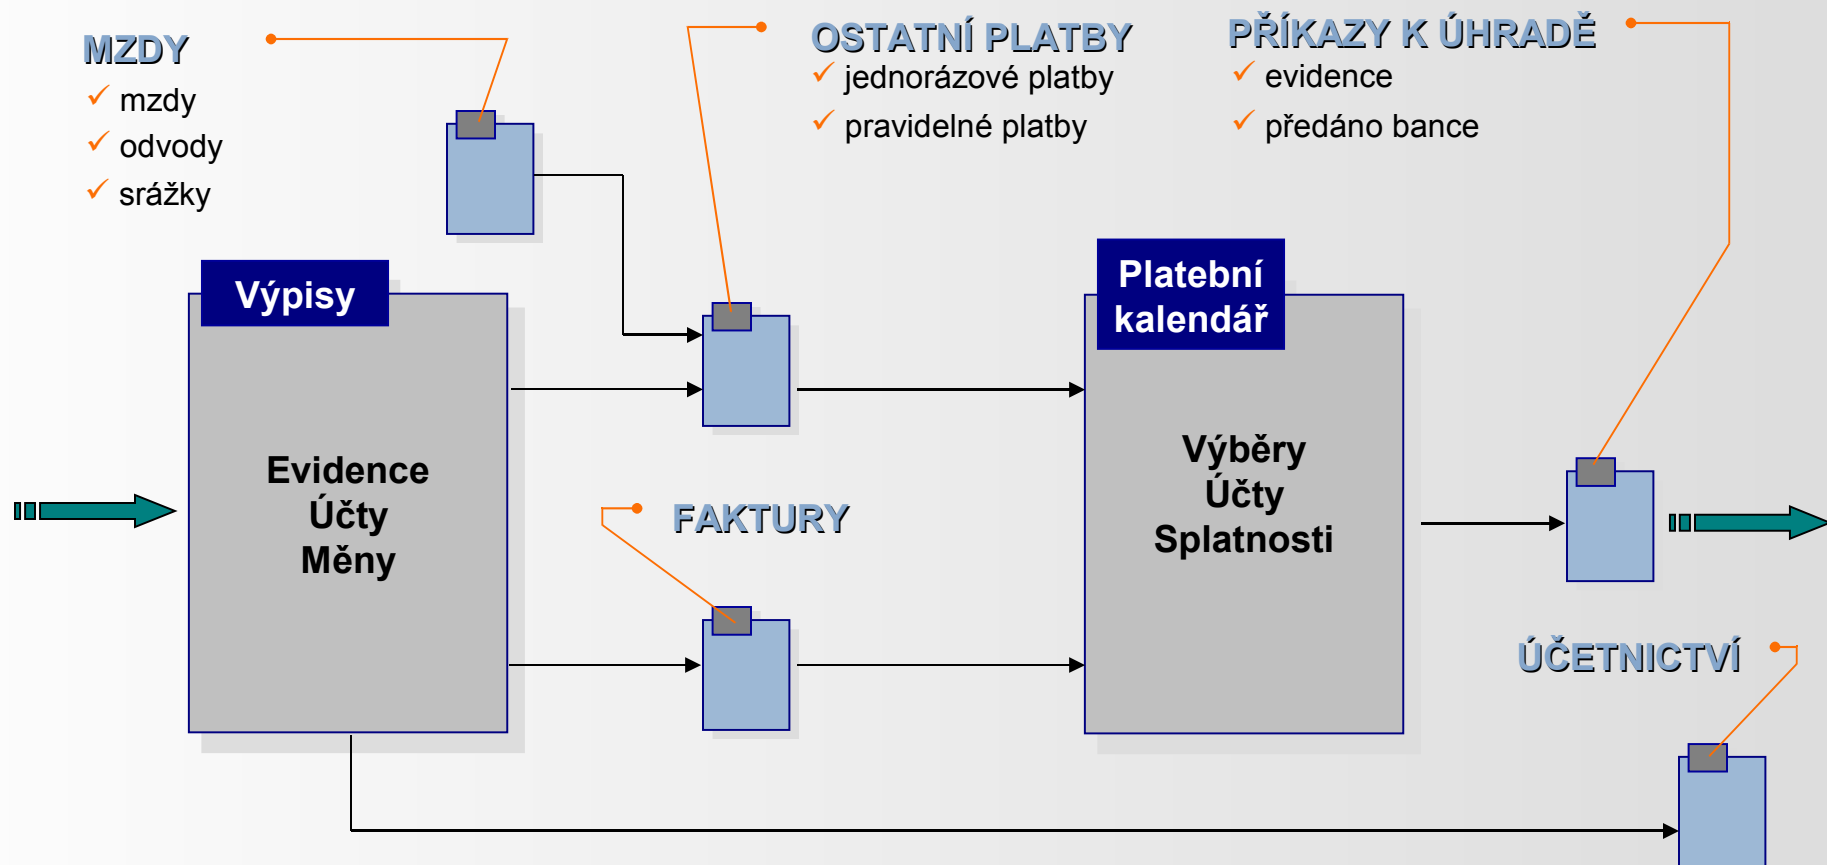 MZDY
mzdy
odvody
srážky
OSTATNÍ PLATBY
jednorázové platby
pravidelné platby
PŘÍKAZY K ÚHRADĚ
evidence
předáno bance
Výpisy
Evidence
Účty
Měny
FAKTURY
Platební
kalendář
Výběry
Účty
Splatnosti
ÚČETNICTVÍ